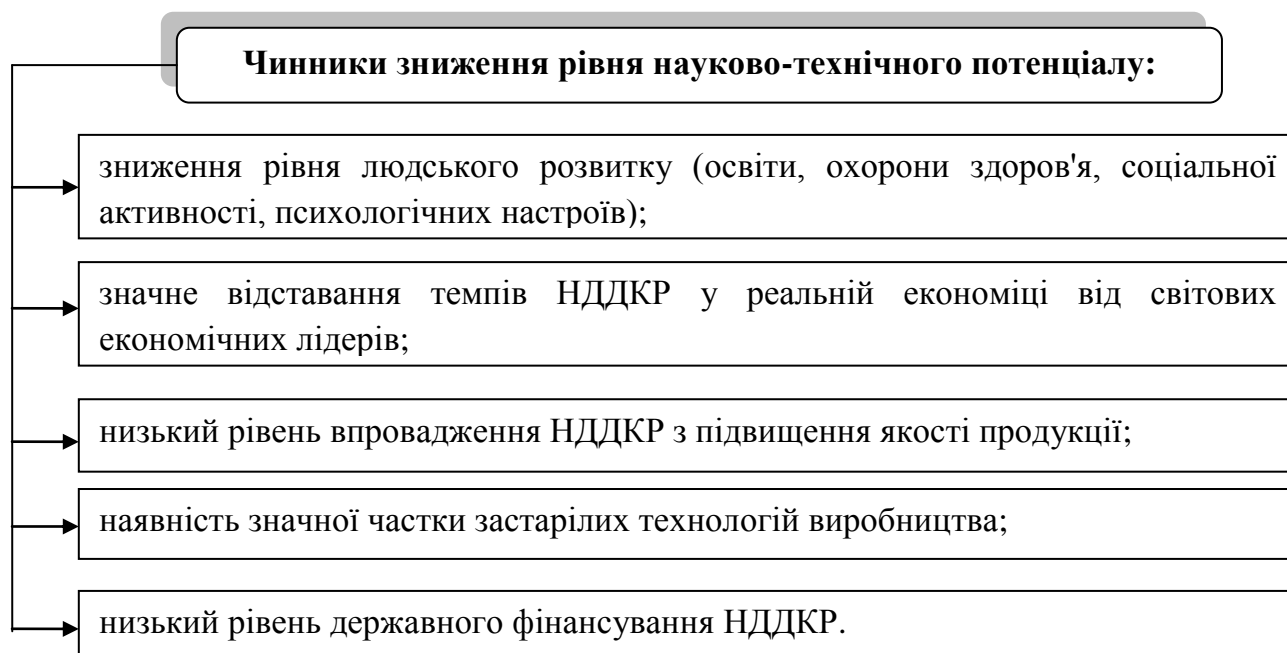 Чинники зниження рівня науково-технічного потенціалу:
зниження рівня людського розвитку (освіти, охорони здоров'я, соціальної
активності, психологічних настроїв);
значне відставання темпів НДДКР у реальній економіці від світових
економічних лідерів;
низький рівень впровадження НДДКР з підвищення якості продукції;
наявність значної частки застарілих технологій виробництва;
низький рівень державного фінансування НДДКР.